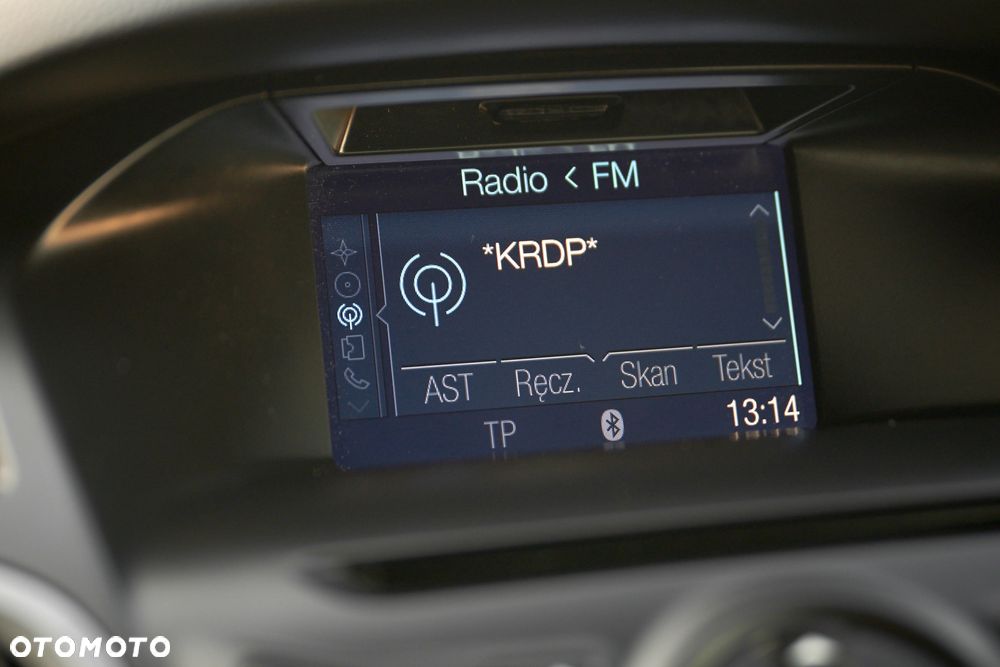 Radio < FM
*KRDP*
AST Ręcz. Skan Tekst
TP 13:14
OTOMOTO